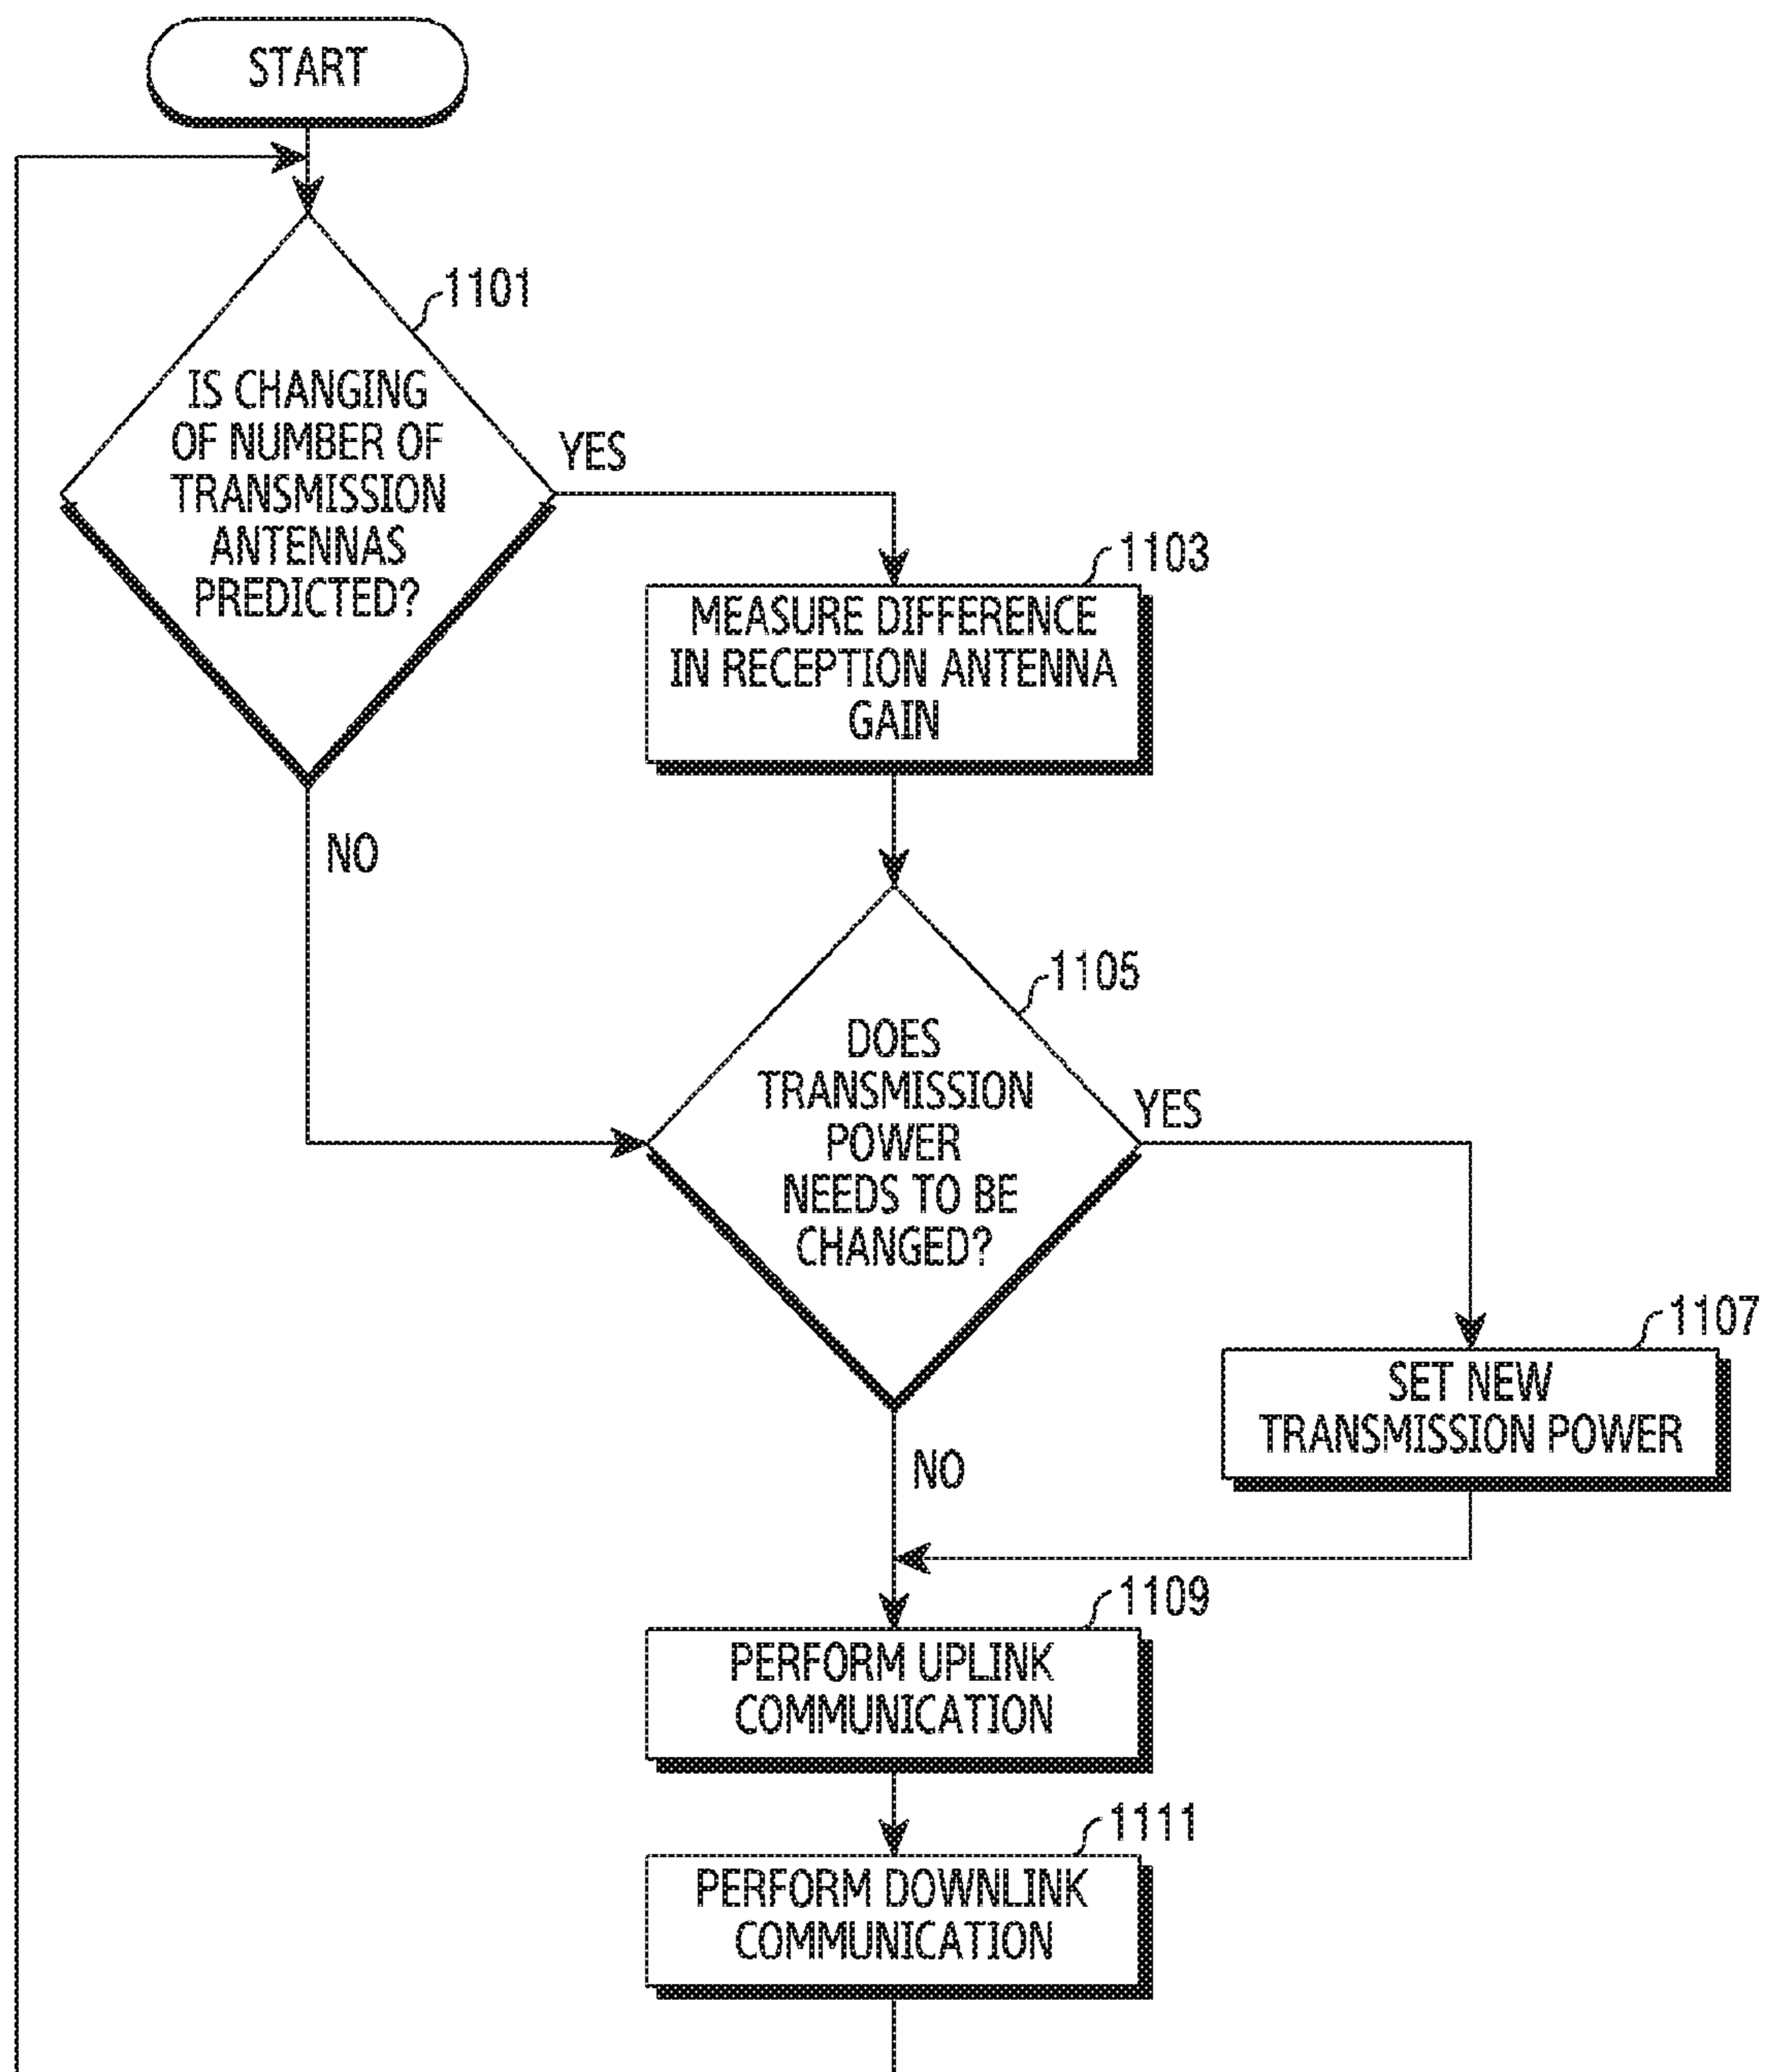 START
1101
IS CHANGING
OF NUMBER OF
TRANSMISSION
ANTENNAS
PREDICTED?
YES
NO
1103
MEASURE DIFFERENCE
IN RECEPTION ANTENNA
GAIN
1105
DOES
TRANSMISSION
POWER
NEEDS TO BE
CHANGED?
YES
NO
1107
SET NEW
TRANSMISSION POWER
1109
PERFORM UPLINK
COMMUNICATION
1111
PERFORM DOWNLINK
COMMUNICATION